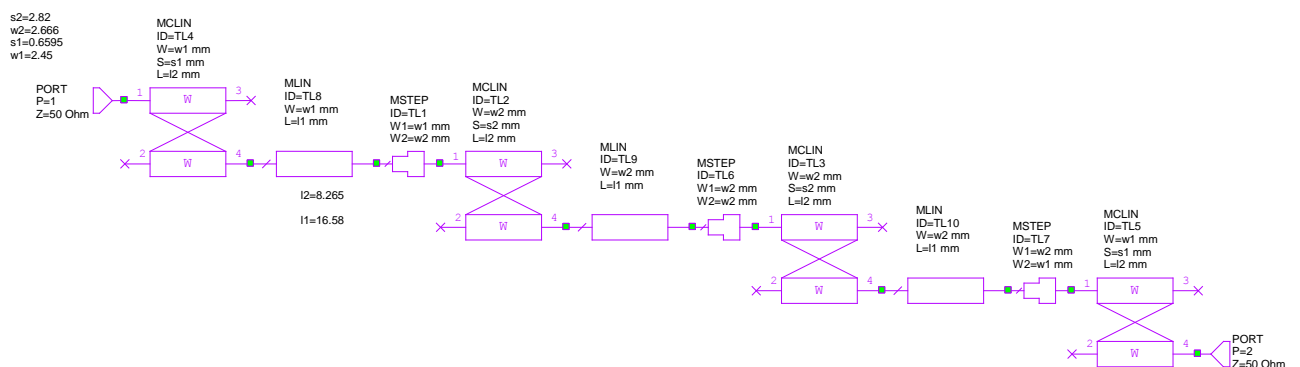 s2=2.82
w2=2.666
s1=0.6595
w1=2.45
MCLIN
ID=TL4
W=w1 mm
S=s1 mm
L=l2 mm
PORT
P=1
Z=50 Ohm
1
W
3
2
W
4
MLIN
ID=TL8
W=w1 mm
L=l1 mm
l2=8.265
l1=16.58
MSTEP
ID=TL1
W1=w1 mm
W2=w2 mm
MCLIN
ID=TL2
W=w2 mm
S=s2 mm
L=l2 mm
1
W
3
2
W
4
MLIN
ID=TL9
W=w2 mm
L=l1 mm
MSTEP
ID=TL6
W1=w2 mm
W2=w2 mm
MCLIN
ID=TL3
W=w2 mm
S=s2 mm
L=l2 mm
1
W
3
2
W
4
MLIN
ID=TL10
W=w2 mm
L=l1 mm
MSTEP
ID=TL7
W1=w2 mm
W2=w1 mm
MCLIN
ID=TL5
W=w1 mm
S=s1 mm
L=l2 mm
1
W
3
2
W
4
PORT
P=2
Z=50 Ohm